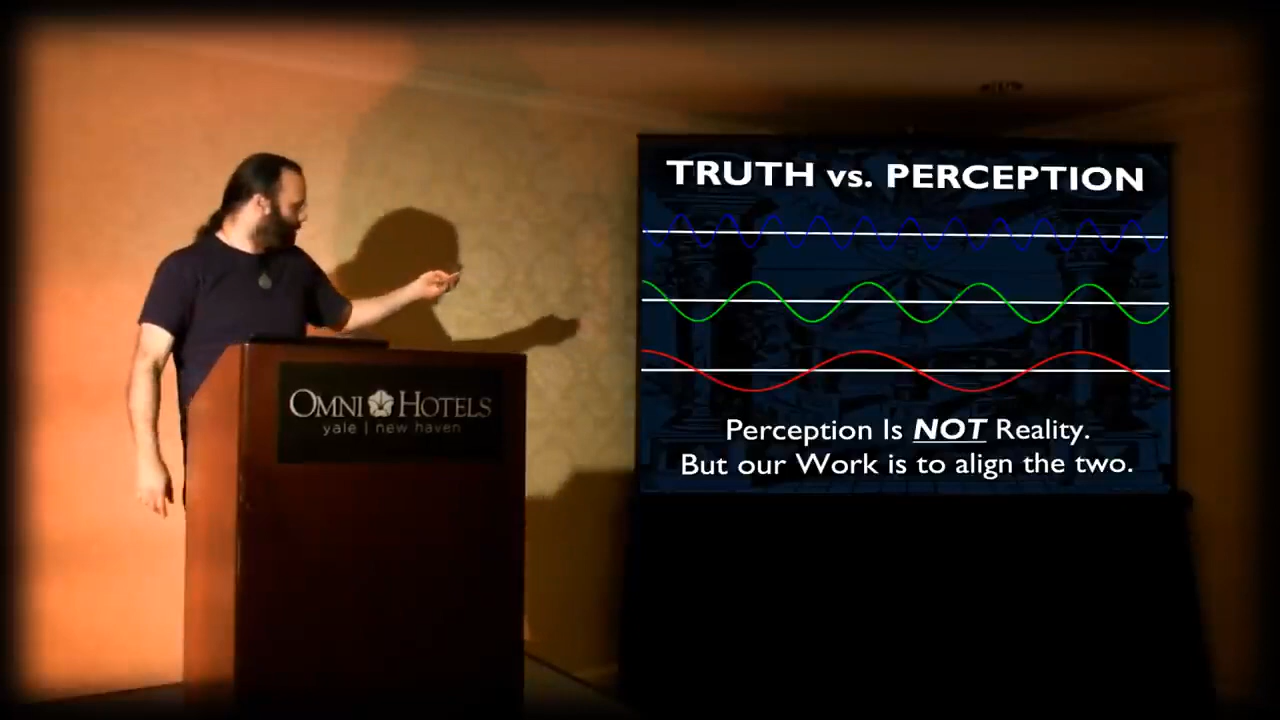 TRUTH vs. PERCEPTION
Perception Is NOT Reality.
But our Work is to align the two.
OMNI HOTELS
yale | new haven